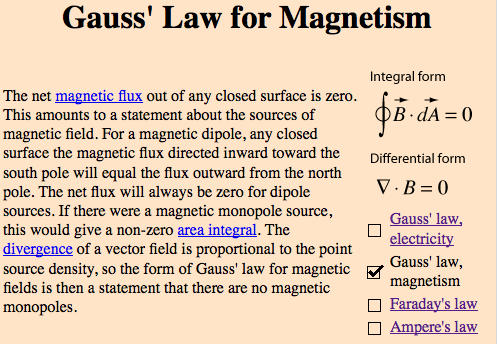 Gauss' Law for Magnetism
The net magnetic flux out of any closed surface is zero.
This amounts to a statement about the sources of
magnetic field. For a magnetic dipole, any closed
surface the magnetic flux directed inward toward the
south pole will equal the flux outward from the north
pole. The net flux will always be zero for dipole
sources. If there were a magnetic monopole source,
this would give a non-zero area integral. The
divergence of a vector field is proportional to the point
source density, so the form of Gauss' law for magnetic
fields is then a statement that there are no magnetic
monopoles.
Integral form
∮B⃗ · dA⃗ = 0
Differential form
∇ · B = 0
Gauss' law,
electricity
Gauss' law,
magnetism
Faraday's law
Ampere's law